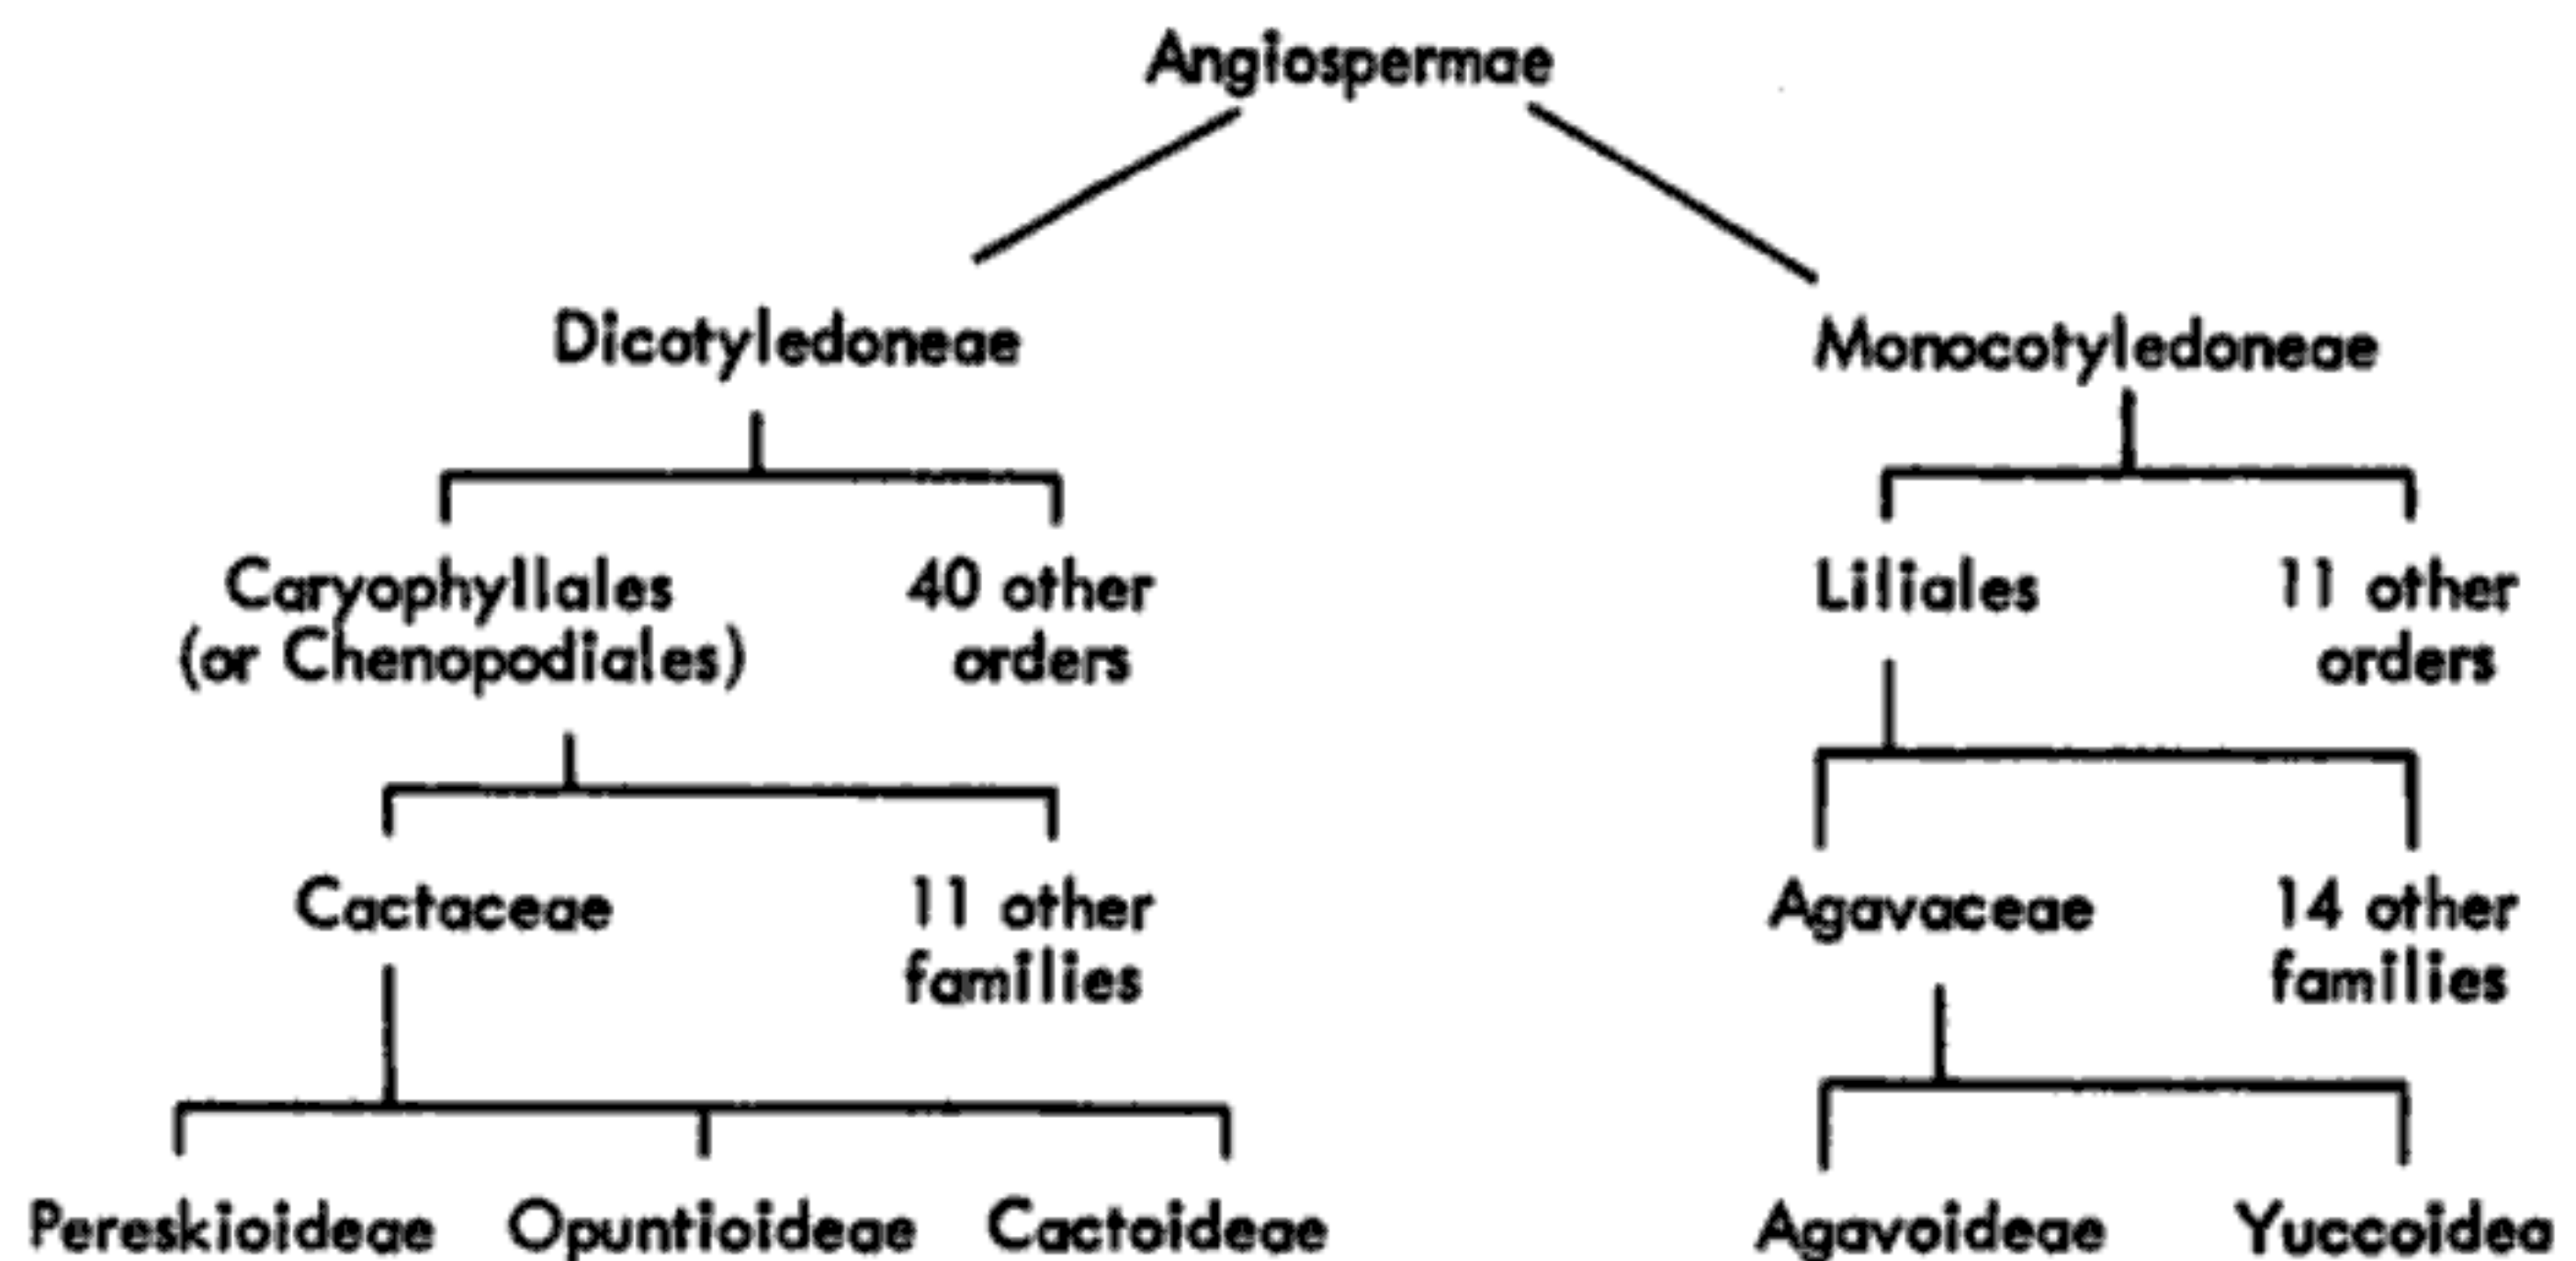 Angiospermae
Dicotyledoneae
Monocotyledoneae
Caryophyllales
(or Chenopodiales)
40 other
orders
Liliales
11 other
orders
Cactaceae
11 other
families
Agavaceae
14 other
families
Pereskioideae
Opuntioideae
Cactoideae
Agavoideae
Yuccoidea